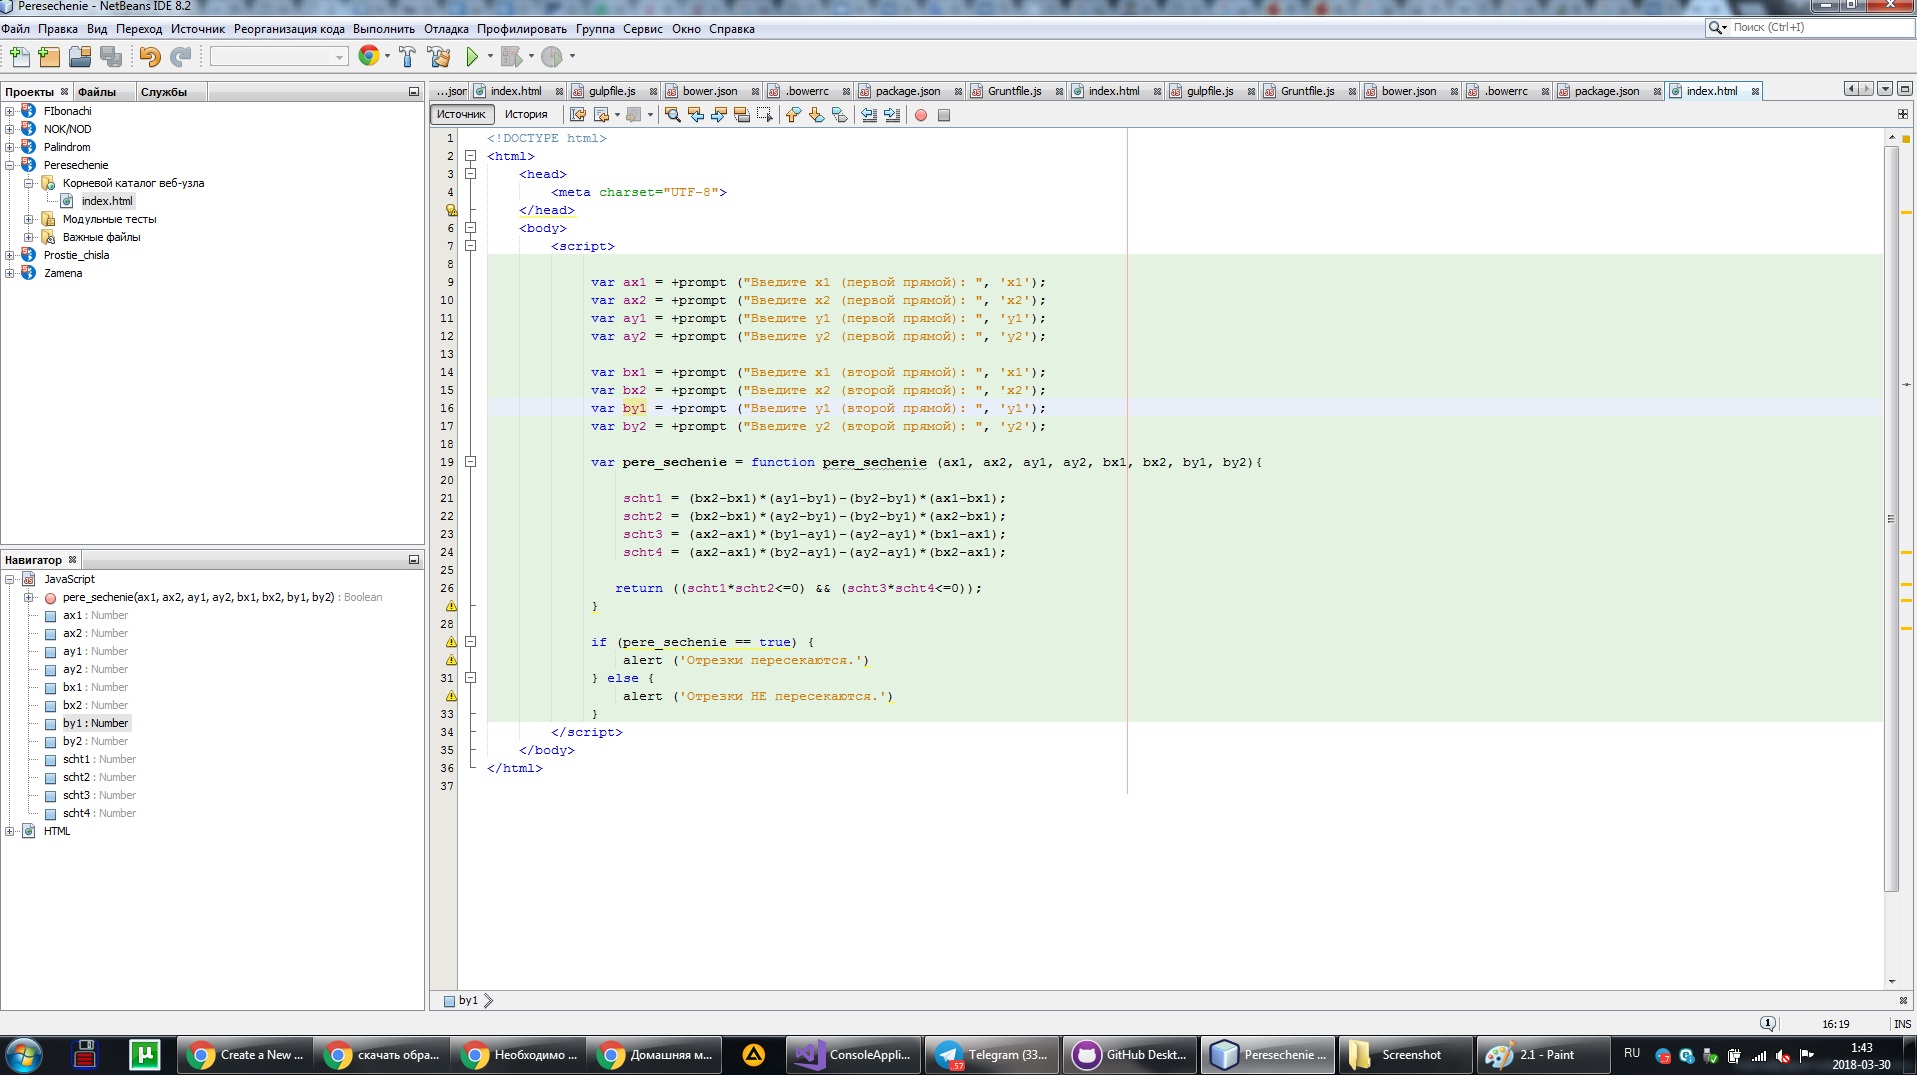 Peresechenie - NetBeans IDE 8.2
Файл Правка Вид Переход Источник Реорганизация кода Выполнить Отладка Профилировать Группа Сервис Окно Справка
Поиск (Ctrl+I)
Проекты Файлы Службы
FIbonachi
NOK/NOD
Palindrom
Peresechenie
Корневой каталог веб-узла
index.html
Модульные тесты
Важные файлы
Prostie_chisla
Zamena
Навигатор
JavaScript
pere_sechenie(ax1, ax2, ay1, ay2, bx1, bx2, by1, by2) : Boolean
ax1 : Number
ax2 : Number
ay1 : Number
ay2 : Number
bx1 : Number
bx2 : Number
by1 : Number
by2 : Number
scht1 : Number
scht2 : Number
scht3 : Number
scht4 : Number
HTML
...json index.html gulpfile.js bower.json .bowerrc package.json Gruntfile.js index.html gulpfile.js Gruntfile.js bower.json .bowerrc package.json index.html
Источник История
1 <!DOCTYPE html>
2 <html>
3 <head>
4 <meta charset="UTF-8">
</head>
6 <body>
7 <script>
8
9 var ax1 = +prompt ("Введите x1 (первой прямой): ", 'x1');
10 var ax2 = +prompt ("Введите x2 (первой прямой): ", 'x2');
11 var ay1 = +prompt ("Введите y1 (первой прямой): ", 'y1');
12 var ay2 = +prompt ("Введите y2 (первой прямой): ", 'y2');
13
14 var bx1 = +prompt ("Введите x1 (второй прямой): ", 'x1');
15 var bx2 = +prompt ("Введите x2 (второй прямой): ", 'x2');
16 var by1 = +prompt ("Введите y1 (второй прямой): ", 'y1');
17 var by2 = +prompt ("Введите y2 (второй прямой): ", 'y2');
18
19 var pere_sechenie = function pere_sechenie (ax1, ax2, ay1, ay2, bx1, bx2, by1, by2){
20
21 scht1 = (bx2-bx1)*(ay1-by1)-(by2-by1)*(ax1-bx1);
22 scht2 = (bx2-bx1)*(ay2-by1)-(by2-by1)*(ax2-bx1);
23 scht3 = (ax2-ax1)*(by1-ay1)-(ay2-ay1)*(bx1-ax1);
24 scht4 = (ax2-ax1)*(by2-ay1)-(ay2-ay1)*(bx2-ax1);
25
26 return ((scht1*scht2<=0) && (scht3*scht4<=0));
}
28
if (pere_sechenie == true) {
alert ('Отрезки пересекаются.')
31 } else {
alert ('Отрезки НЕ пересекаются.')
33 }
34 </script>
35 </body>
36 </html>
37
by1
16:19 INS
Create a New ... скачать обра... Необходимо ... Домашняя м... ConsoleAppli... Telegram (33... GitHub Deskt... Peresechenie ... Screenshot 2.1 - Paint RU 1:43
.57
2018-03-30